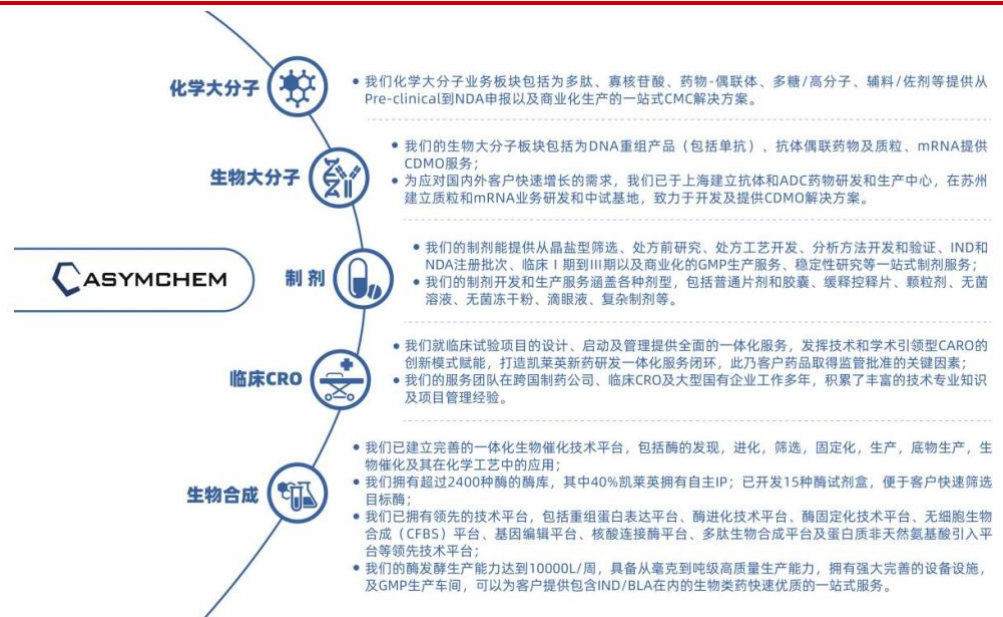 化学大分子
• 我们化学大分子业务板块包括为多肽、寡核苷酸、药物-偶联体、多糖/高分子、辅料/佐剂等提供从
Pre-clinical到NDA申报以及商业化生产的一站式CMC解决方案。
生物大分子
• 我们的生物大分子板块包括为DNA重组产品（包括单抗）、抗体偶联药物及质粒、mRNA提供
CDMO服务；
• 为应对国内外客户快速增长的需求，我们已于上海建立抗体和ADC药物研发和生产中心，在苏州
建立质粒和mRNA业务研发和中试基地，致力于开发及提供CDMO解决方案。
ASYMCHEM
制剂
• 我们的制剂能提供从晶盐型筛选、处方前研究、处方工艺开发、分析方法开发和验证、IND和
NDA注册批次、临床Ⅰ期到III期以及商业化的GMP生产服务、稳定性研究等一站式制剂服务；
• 我们的制剂开发和生产服务涵盖各种剂型，包括普通片剂和胶囊、缓释控释片、颗粒剂、无菌
溶液、无菌冻干粉、滴眼液、复杂制剂等。
临床CRO
• 我们就临床试验项目的设计、启动及管理提供全面的一体化服务，发挥技术和学术引领型CARO的
创新模式赋能，打造凯莱英新药研发一体化服务闭环，此乃客户药品取得监管批准的关键因素；
• 我们的服务团队在跨国制药公司、临床CRO及大型国有企业工作多年，积累了丰富的技术专业知识
及项目管理经验。
生物合成
• 我们已建立完善的一体化生物催化技术平台，包括酶的发现，进化，筛选，固定化，生产，底物生产，生
物催化及其在化学工艺中的应用；
• 我们拥有超过2400种酶的酶库，其中40%凯莱英拥有自主IP；已开发15种酶试剂盒，便于客户快速筛选
目标酶；
• 我们已拥有领先的技术平台，包括重组蛋白表达平台、酶进化技术平台、酶固定化技术平台、无细胞生物
合成（CFBS）平台、基因编辑平台、核酸连接酶平台、多肽生物合成平台及蛋白质非天然氨基酸引入平
台等领先技术平台；
• 我们的酶发酵生产能力达到10000L/周，具备从毫克到吨级高质量生产能力，拥有强大完善的设备设施，
及GMP生产车间，可以为客户提供包含IND/BLA在内的生物类药快速优质的一站式服务。